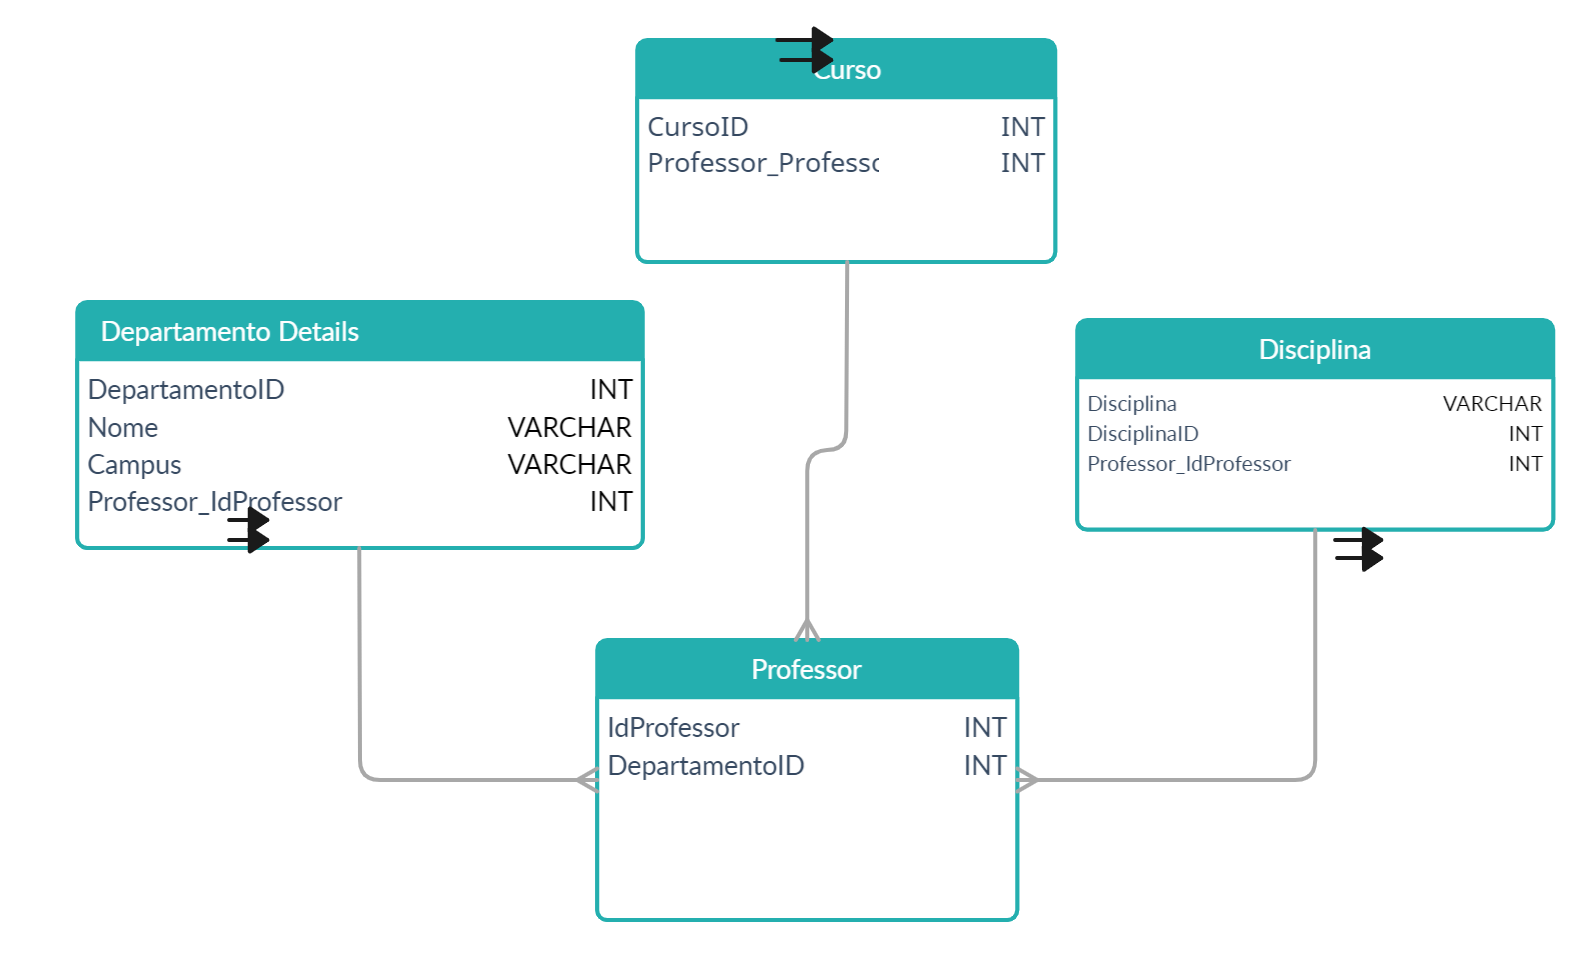 Curso
CursoID INT
Professor_Professc INT
Departamento Details
DepartamentoID INT
Nome VARCHAR
Campus VARCHAR
Professor_IdProfessor INT
Disciplina
Disciplina VARCHAR
DisciplinaID INT
Professor_IdProfessor INT
Professor
IdProfessor INT
DepartamentoID INT